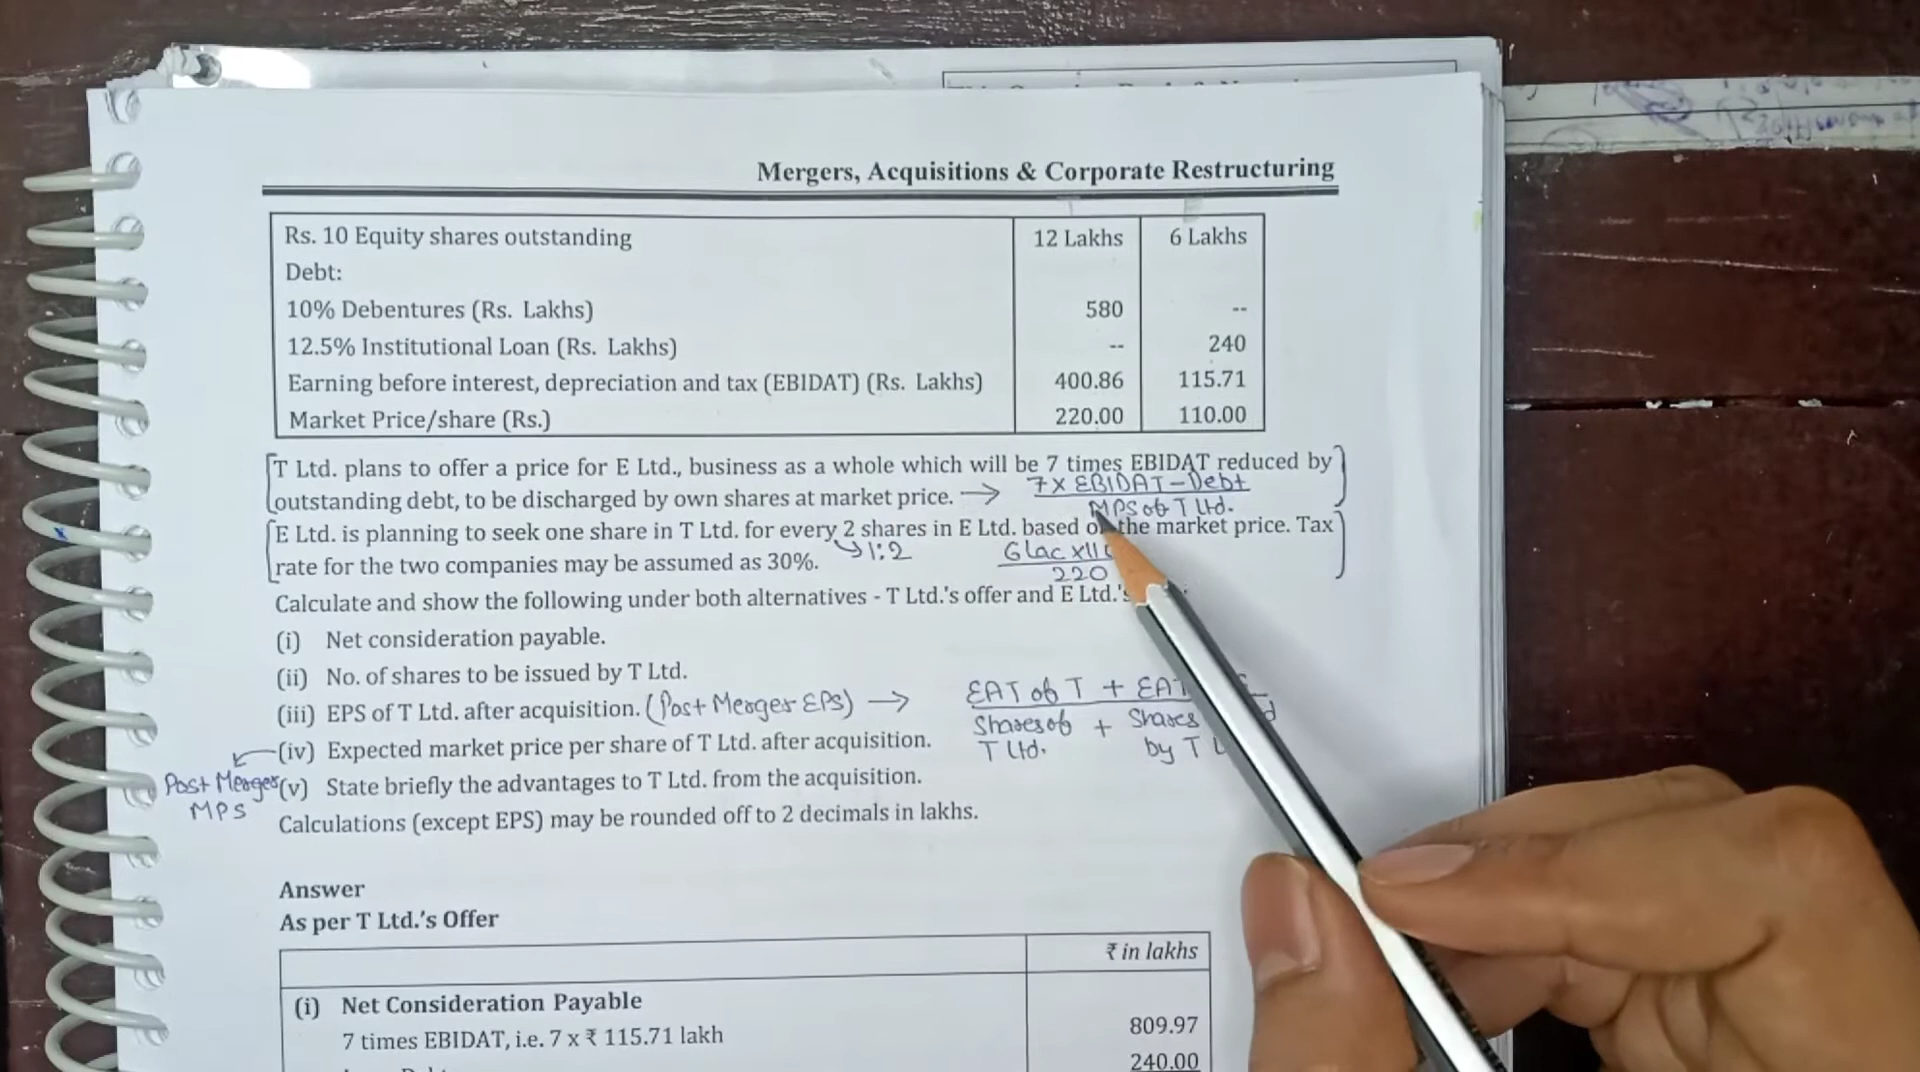 Mergers, Acquisitions & Corporate Restructuring
Rs. 10 Equity shares outstanding 12 Lakhs 6 Lakhs
Debt:
10% Debentures (Rs. Lakhs) 580 --
12.5% Institutional Loan (Rs. Lakhs) -- 240
Earning before interest, depreciation and tax (EBIDAT) (Rs. Lakhs) 400.86 115.71
Market Price/share (Rs.) 220.00 110.00
T Ltd. plans to offer a price for E Ltd., business as a whole which will be 7 times EBIDAT reduced by
outstanding debt, to be discharged by own shares at market price. → 7 x EBIDAT - Debt
MPS of T Ltd.
E Ltd. is planning to seek one share in T Ltd. for every 2 shares in E Ltd. based on the market price. Tax
rate for the two companies may be assumed as 30%. 1:2 6 lac x 11
220
Calculate and show the following under both alternatives - T Ltd.'s offer and E Ltd.'s
(i) Net consideration payable.
(ii) No. of shares to be issued by T Ltd.
(iii) EPS of T Ltd. after acquisition. (Post Merger EPS) → EAT of T + EAT
Shares of + Shares
T Ltd. by T L
(iv) Expected market price per share of T Ltd. after acquisition.
Post Merger
MPS
(v) State briefly the advantages to T Ltd. from the acquisition.
Calculations (except EPS) may be rounded off to 2 decimals in lakhs.
Answer
As per T Ltd.'s Offer
₹ in lakhs
(i) Net Consideration Payable
7 times EBIDAT, i.e. 7 x ₹ 115.71 lakh 809.97
240.00